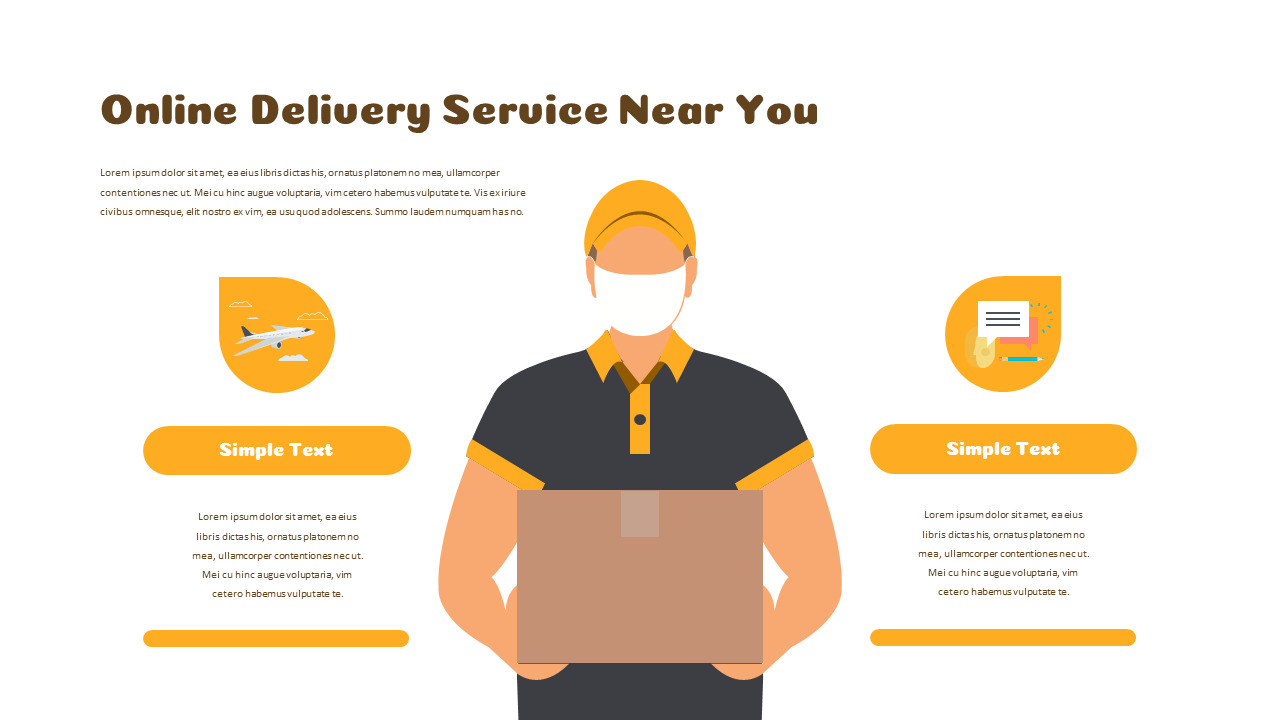 Online Delivery Service Near You
Lorem ipsum dolor sit amet, ea eius libris dictas his, ornatus platonem no mea, ullamcorper
contentiones nec ut. Mei cu hinc augue voluptaria, vim cetero habemus vulputate te. Vis ex iriure
civibus omnesque, elit nostro ex vim, ea usu quod adolescens. Summo laudem numquam has no.
Simple Text
Lorem ipsum dolor sit amet, ea eius
libris dictas his, ornatus platonem no
mea, ullamcorper contentiones nec ut.
Mei cu hinc augue voluptaria, vim
cetero habemus vulputate te.
Simple Text
Lorem ipsum dolor sit amet, ea eius
libris dictas his, ornatus platonem no
mea, ullamcorper contentiones nec ut.
Mei cu hinc augue voluptaria, vim
cetero habemus vulputate te.